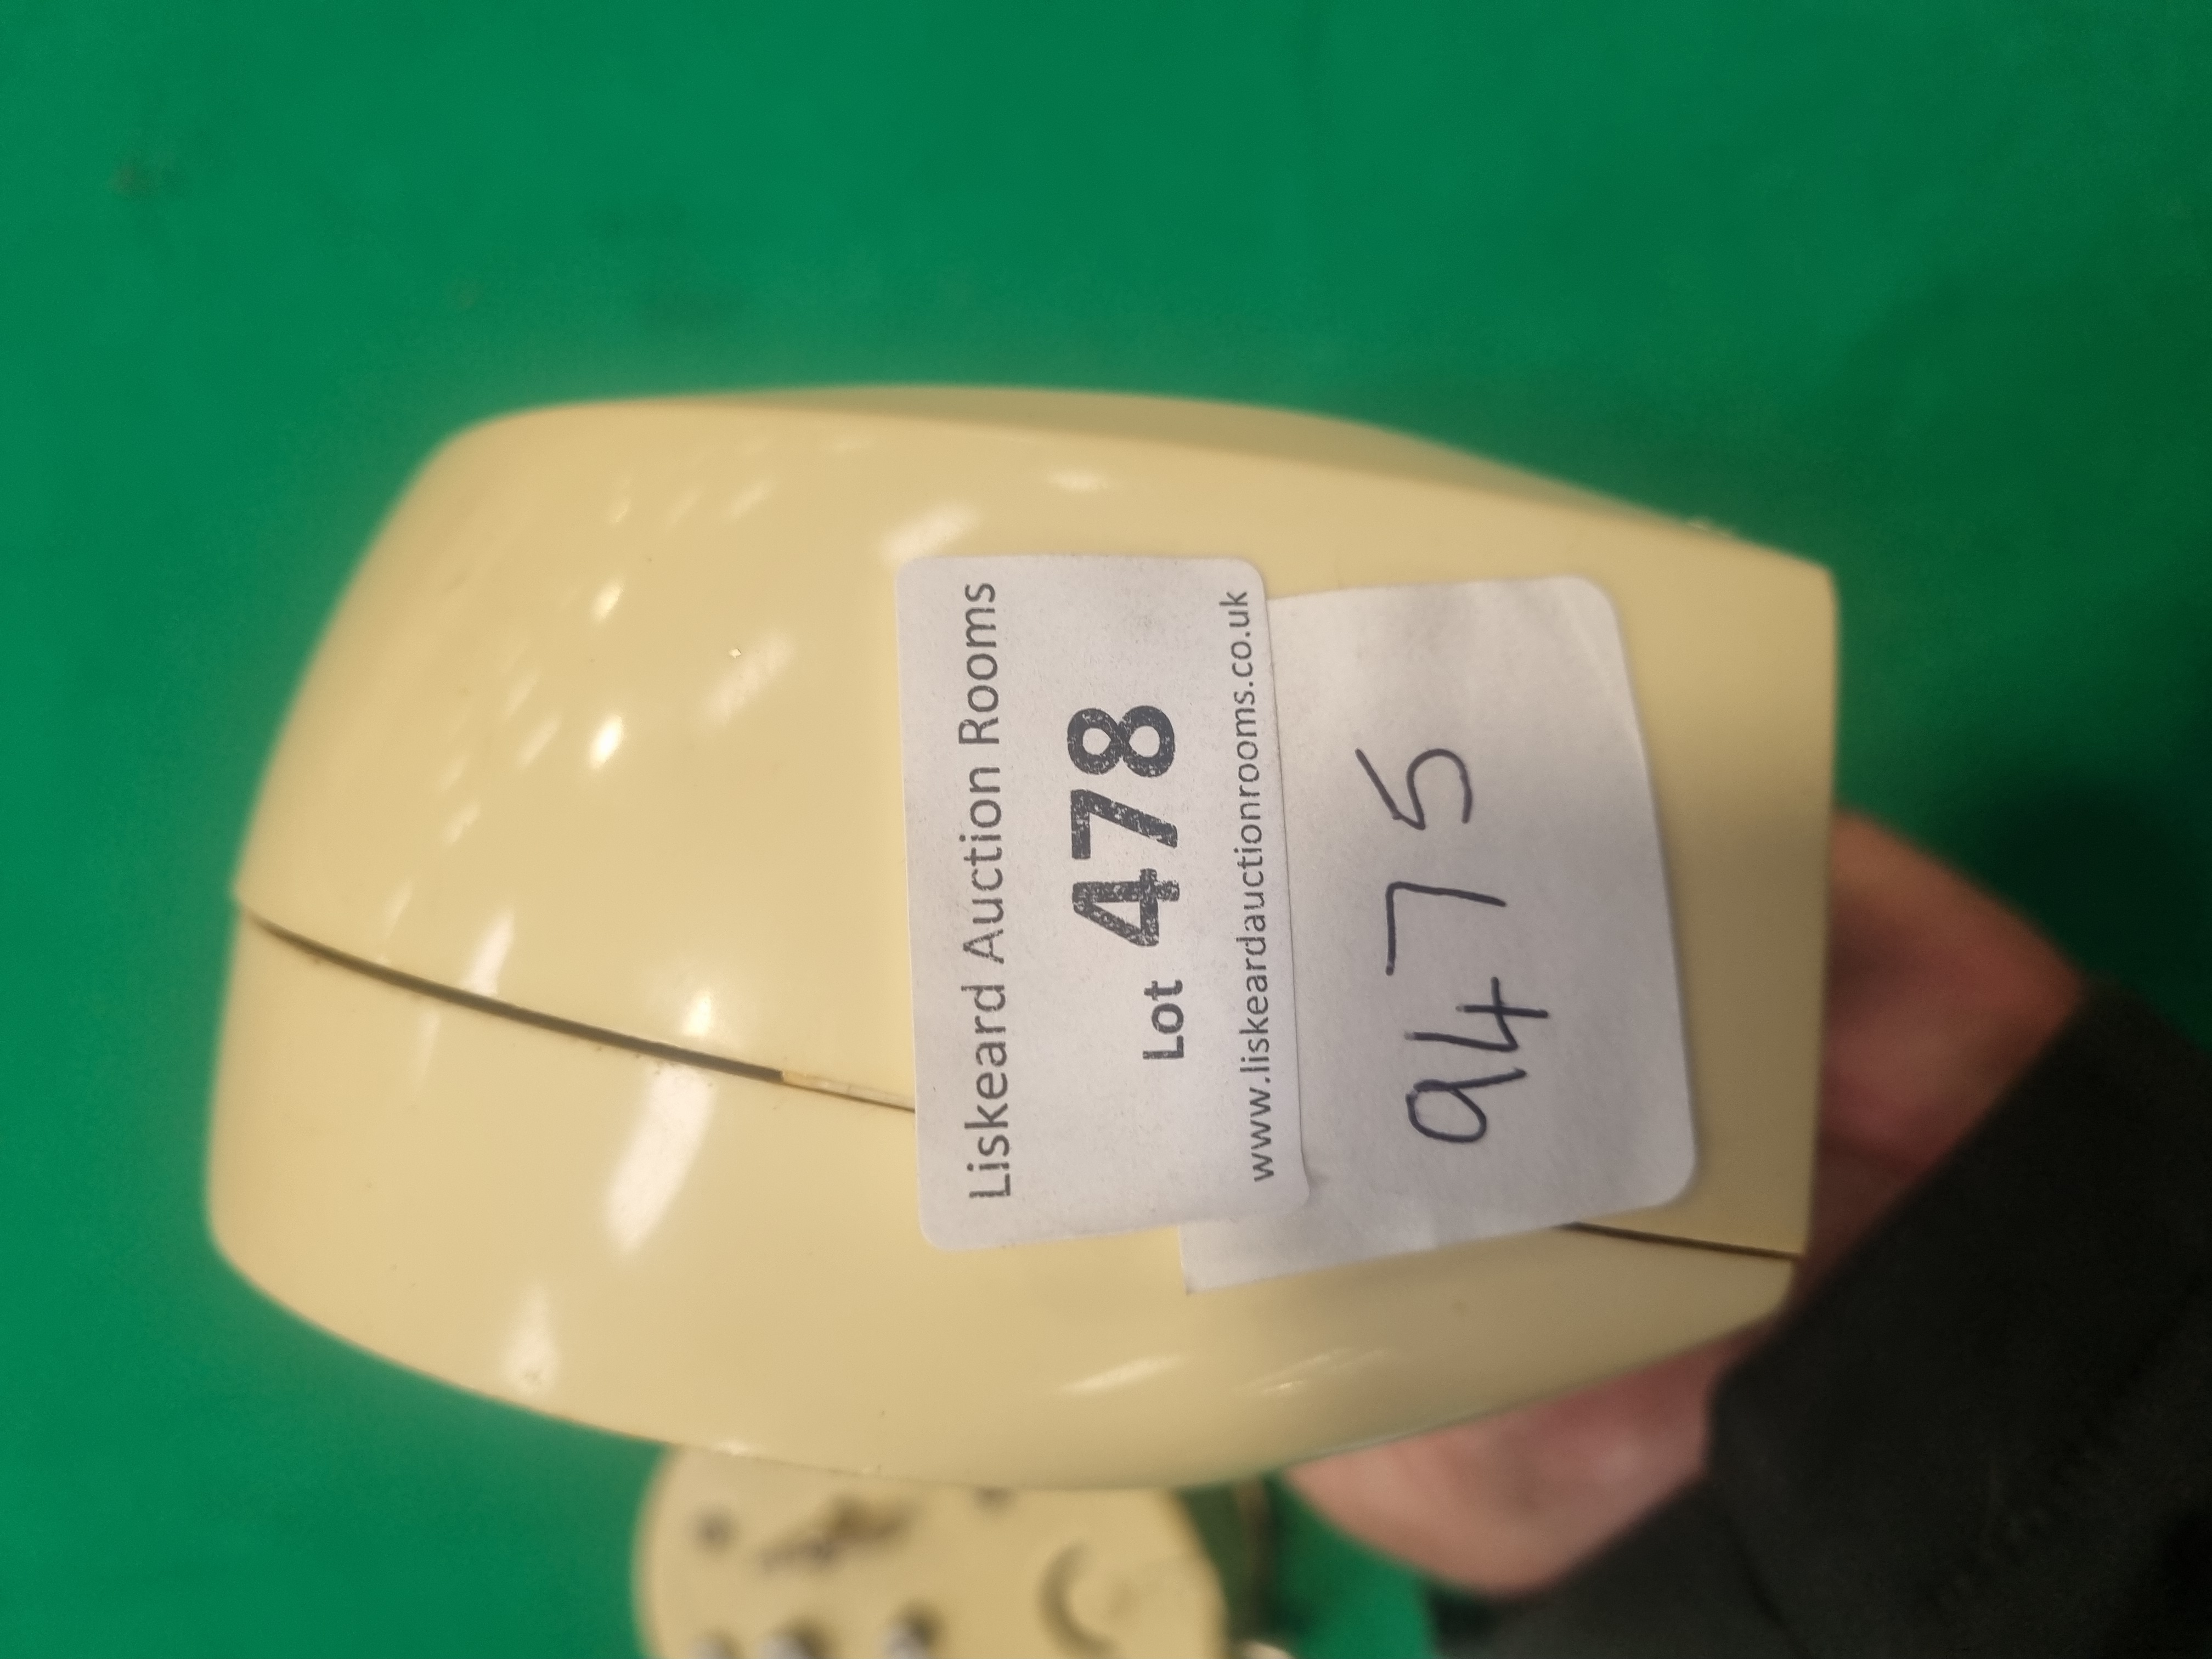 Liskeard Auction Rooms
Lot 478
www.liskeardauctionrooms.co.uk
9475